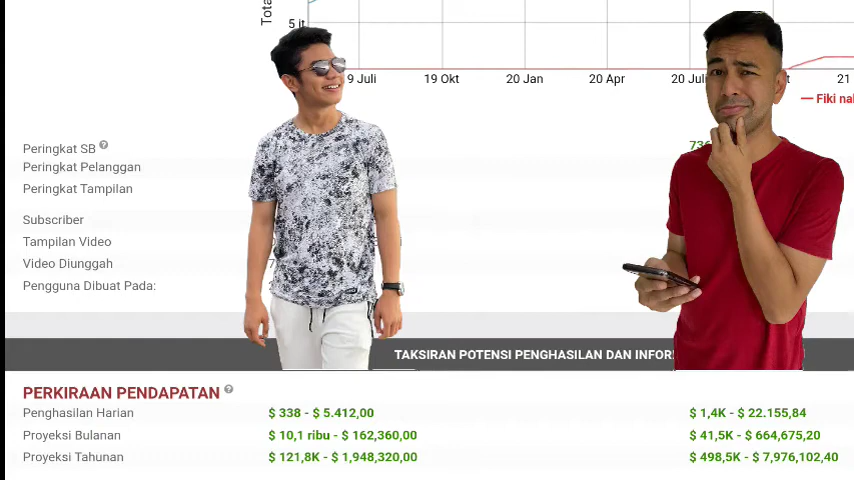 Tota
5 jt
9 Juli
19 Okt
20 Jan
20 Apr
20 Juli
21
Fiki na
Peringkat SB
736
Peringkat Pelanggan
Peringkat Tampilan
Subscriber
Tampilan Video
Video Diunggah
Pengguna Dibuat Pada:
TAKSIRAN POTENSI PENGHASILAN DAN INFOR
PERKIRAAN PENDAPATAN
Penghasilan Harian $ 338 - $ 5.412,00 $ 1,4K - $ 22.155,84
Proyeksi Bulanan $ 10,1 ribu - $ 162,360,00 $ 41,5K - $ 664,675,20
Proyeksi Tahunan $ 121,8K - $ 1,948,320,00 $ 498,5K - $ 7,976,102,40